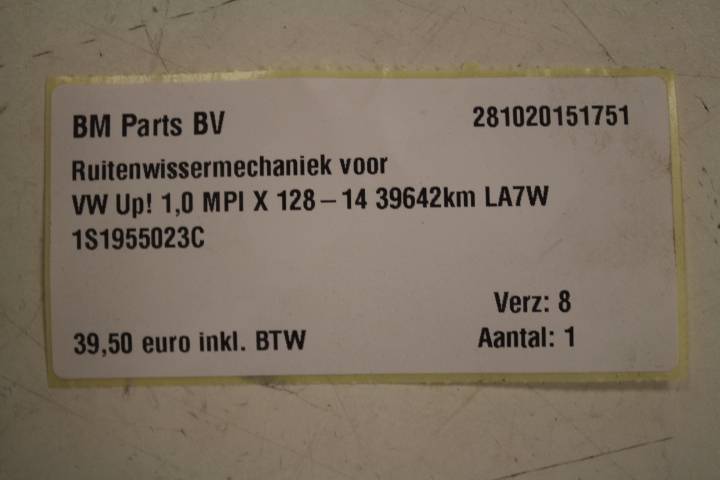 BM Parts BV 281020151751
Ruitenwissermechaniek voor
VW Up! 1,0 MPI X 128 – 14 39642km LA7W
1S1955023C
Verz: 8
39,50 euro inkl. BTW Aantal: 1